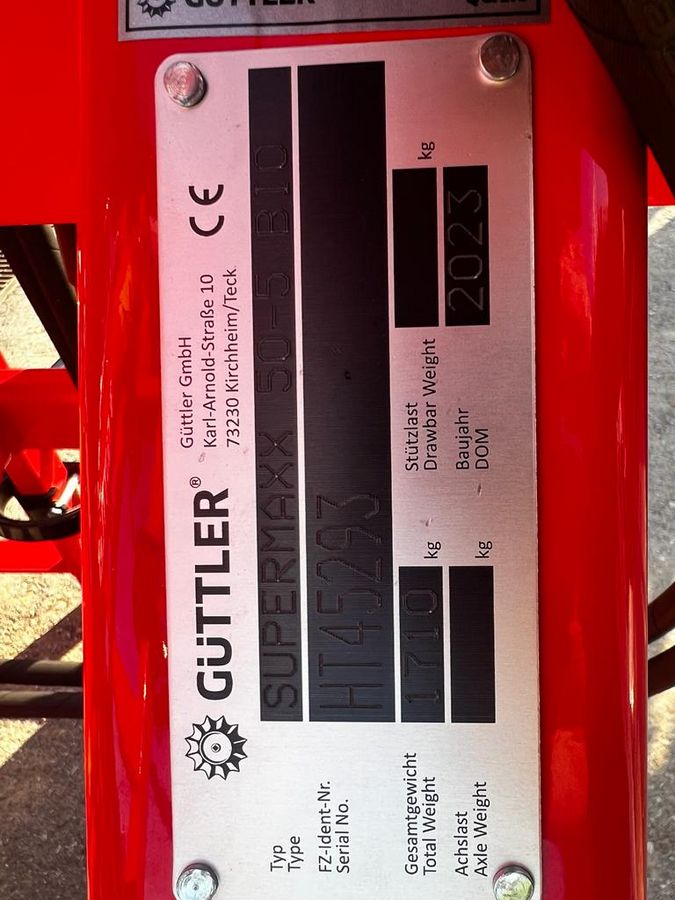 GÜTTLER
GÜTTLER®
Güttler GmbH
Karl-Arnold-Straße 10
73230 Kirchheim/Teck
CE
Typ
Type
SUPERMAXX 50-5 BIO
FZ-Ident-Nr.
Serial No.
HT45293
Gesamtgewicht
Total Weight
1710 kg
Stützlast
Drawbar Weight
kg
Achslast
Axle Weight
kg
Baujahr
DOM
2023